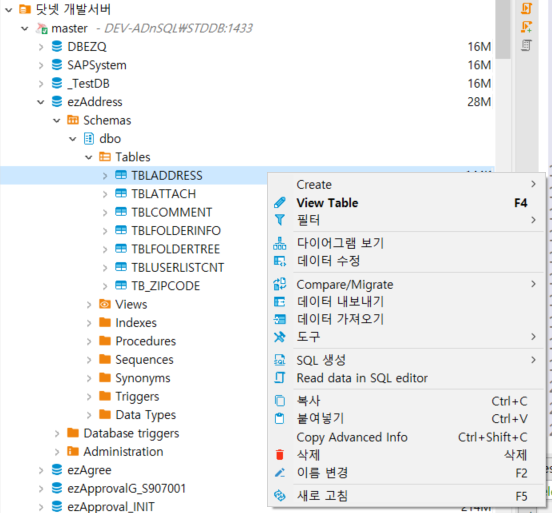 닷넷 개발서버
master - DEV-ADnSQL₩STDDB:1433
DBEZQ 16M
SAPSystem 16M
_TestDB 16M
ezAddress 28M
Schemas
dbo
Tables
TBLADDRESS
TBLATTACH
TBLCOMMENT
TBLFOLDERINFO
TBLFOLDERTREE
TBLUSERLISTCNT
TB_ZIPCODE
Views
Indexes
Procedures
Sequences
Synonyms
Triggers
Data Types
Database triggers
Administration
ezAgree
ezApprovalG_S907001
ezApproval_INIT 214M
Create
View Table F4
필터
다이어그램 보기
데이터 수정
Compare/Migrate
데이터 내보내기
데이터 가져오기
도구
SQL 생성
Read data in SQL editor
복사 Ctrl+C
붙여넣기 Ctrl+V
Copy Advanced Info Ctrl+Shift+C
삭제 삭제
이름 변경 F2
새로 고침 F5